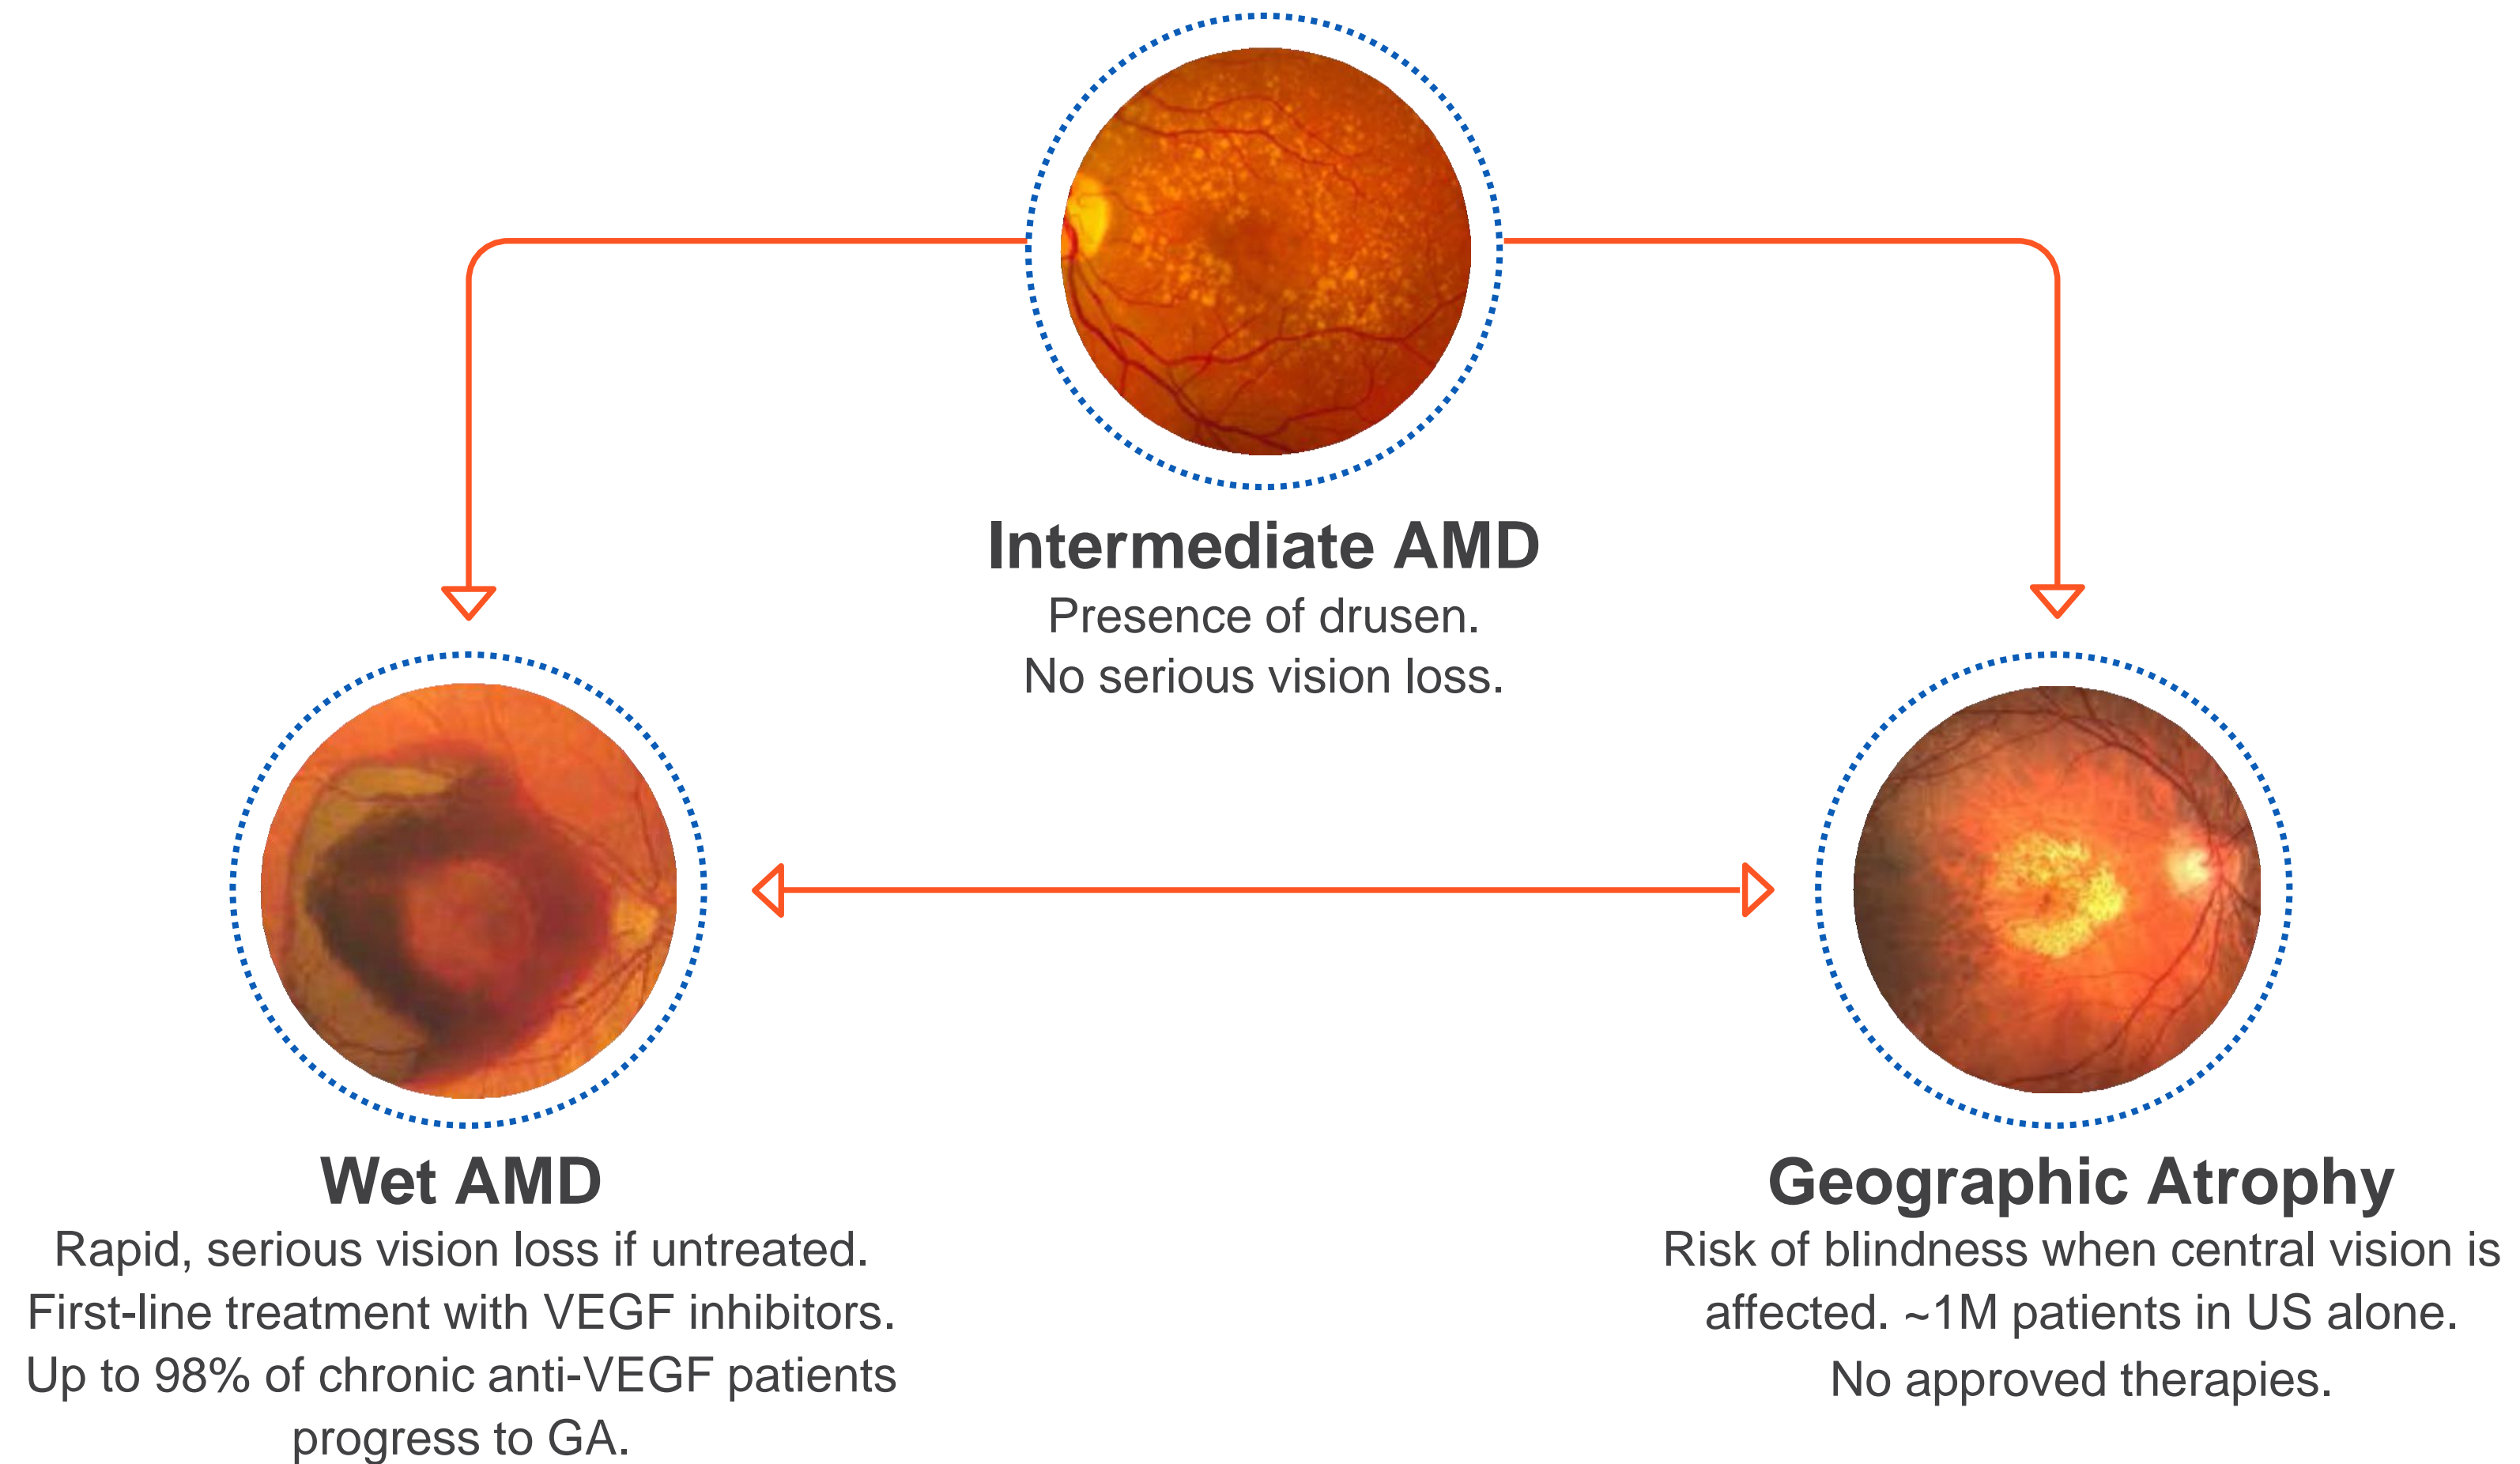 Intermediate AMD
Presence of drusen.
No serious vision loss.
Wet AMD
Rapid, serious vision loss if untreated.
First-line treatment with VEGF inhibitors.
Up to 98% of chronic anti-VEGF patients
progress to GA.
Geographic Atrophy
Risk of blindness when central vision is
affected. ~1M patients in US alone.
No approved therapies.